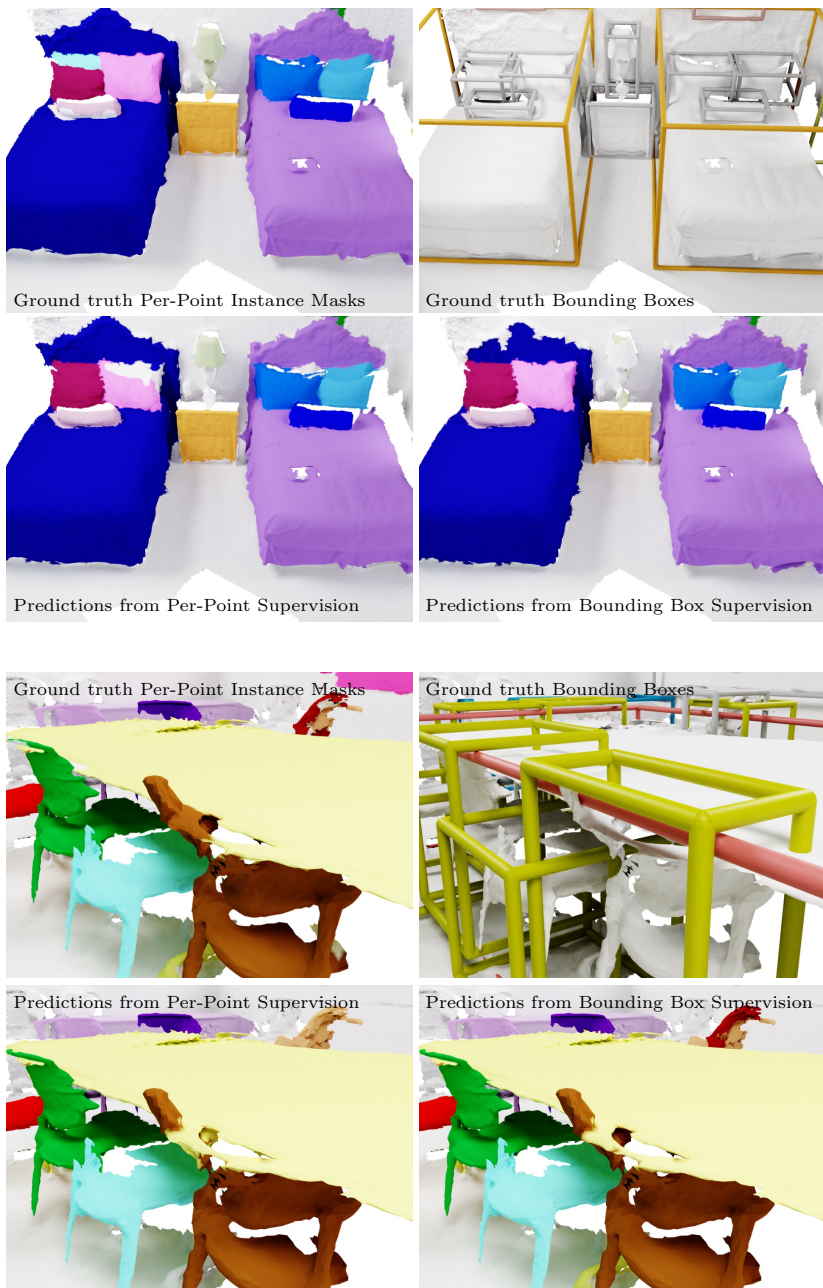 Ground truth Per-Point Instance Masks
Ground truth Bounding Boxes
Predictions from Per-Point Supervision
Predictions from Bounding Box Supervision
Ground truth Per-Point Instance Masks
Ground truth Bounding Boxes
Predictions from Per-Point Supervision
Predictions from Bounding Box Supervision